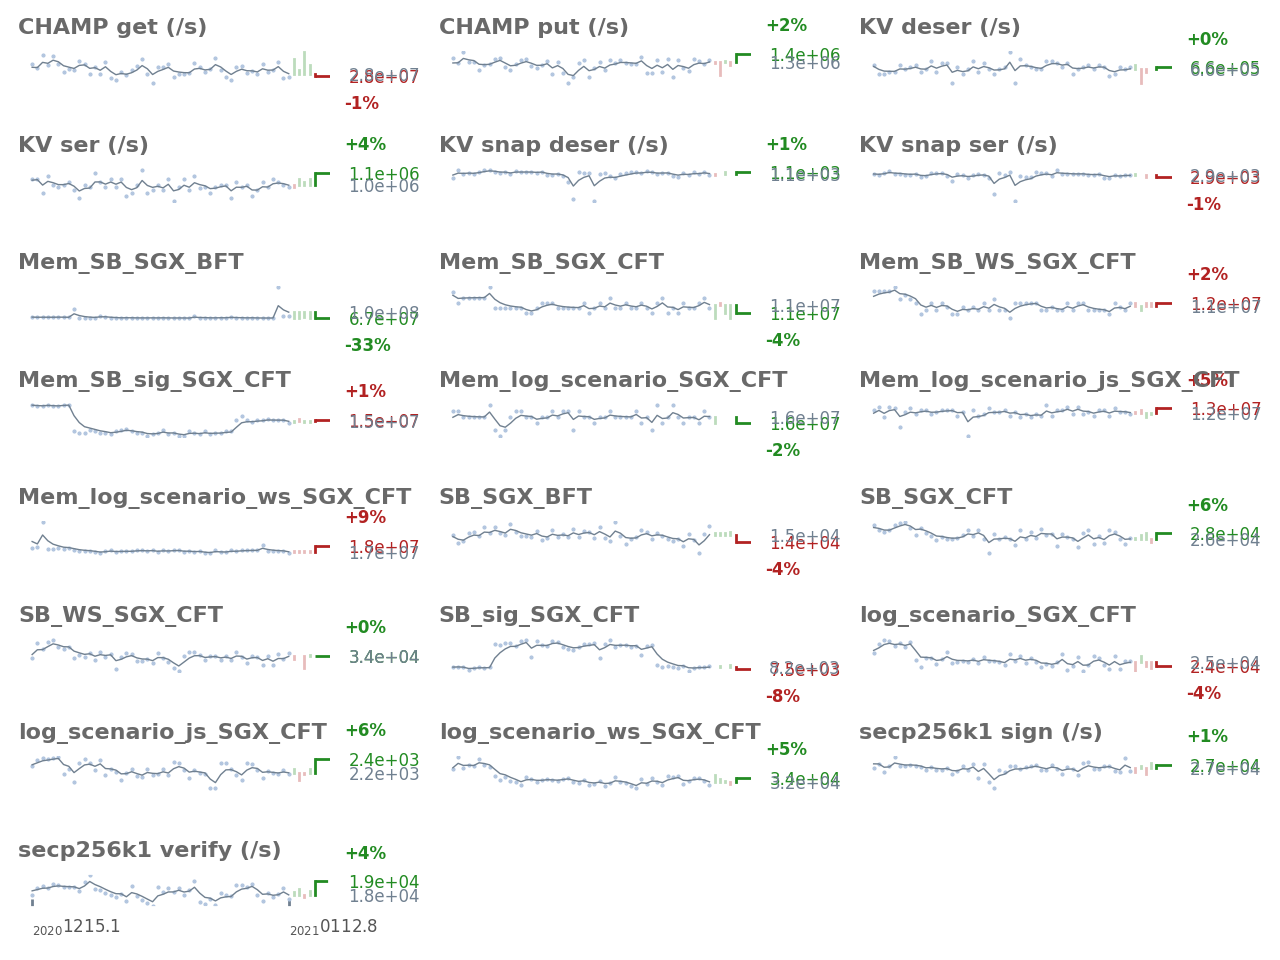 CHAMP get (/s)
2.8e+07
2.8e+07
-1%
CHAMP put (/s)
+2%
1.4e+06
1.3e+06
KV deser (/s)
+0%
6.6e+05
6.6e+05
KV ser (/s)
+4%
1.1e+06
1.0e+06
KV snap deser (/s)
+1%
1.1e+03
1.1e+03
KV snap ser (/s)
2.9e+03
2.9e+03
-1%
Mem_SB_SGX_BFT
1.0e+08
6.7e+07
-33%
Mem_SB_SGX_CFT
1.1e+07
1.1e+07
-4%
Mem_SB_WS_SGX_CFT
+2%
1.2e+07
1.2e+07
Mem_SB_sig_SGX_CFT
+1%
1.5e+07
1.5e+07
Mem_log_scenario_SGX_CFT
1.6e+07
1.6e+07
-2%
Mem_log_scenario_js_SGX_CFT
+5%
1.3e+07
1.2e+07
Mem_log_scenario_ws_SGX_CFT
+9%
1.8e+07
1.7e+07
SB_SGX_BFT
1.5e+04
1.4e+04
-4%
SB_SGX_CFT
+6%
2.8e+04
2.6e+04
SB_WS_SGX_CFT
+0%
3.4e+04
SB_sig_SGX_CFT
7.5e+03
-8%
log_scenario_SGX_CFT
2.5e+04
2.4e+04
-4%
log_scenario_js_SGX_CFT
+6%
2.4e+03
2.2e+03
log_scenario_ws_SGX_CFT
+5%
3.4e+04
3.2e+04
secp256k1 sign (/s)
+1%
2.7e+04
2.7e+04
secp256k1 verify (/s)
+4%
1.9e+04
1.8e+04
2020 1215.1
2021 0112.8